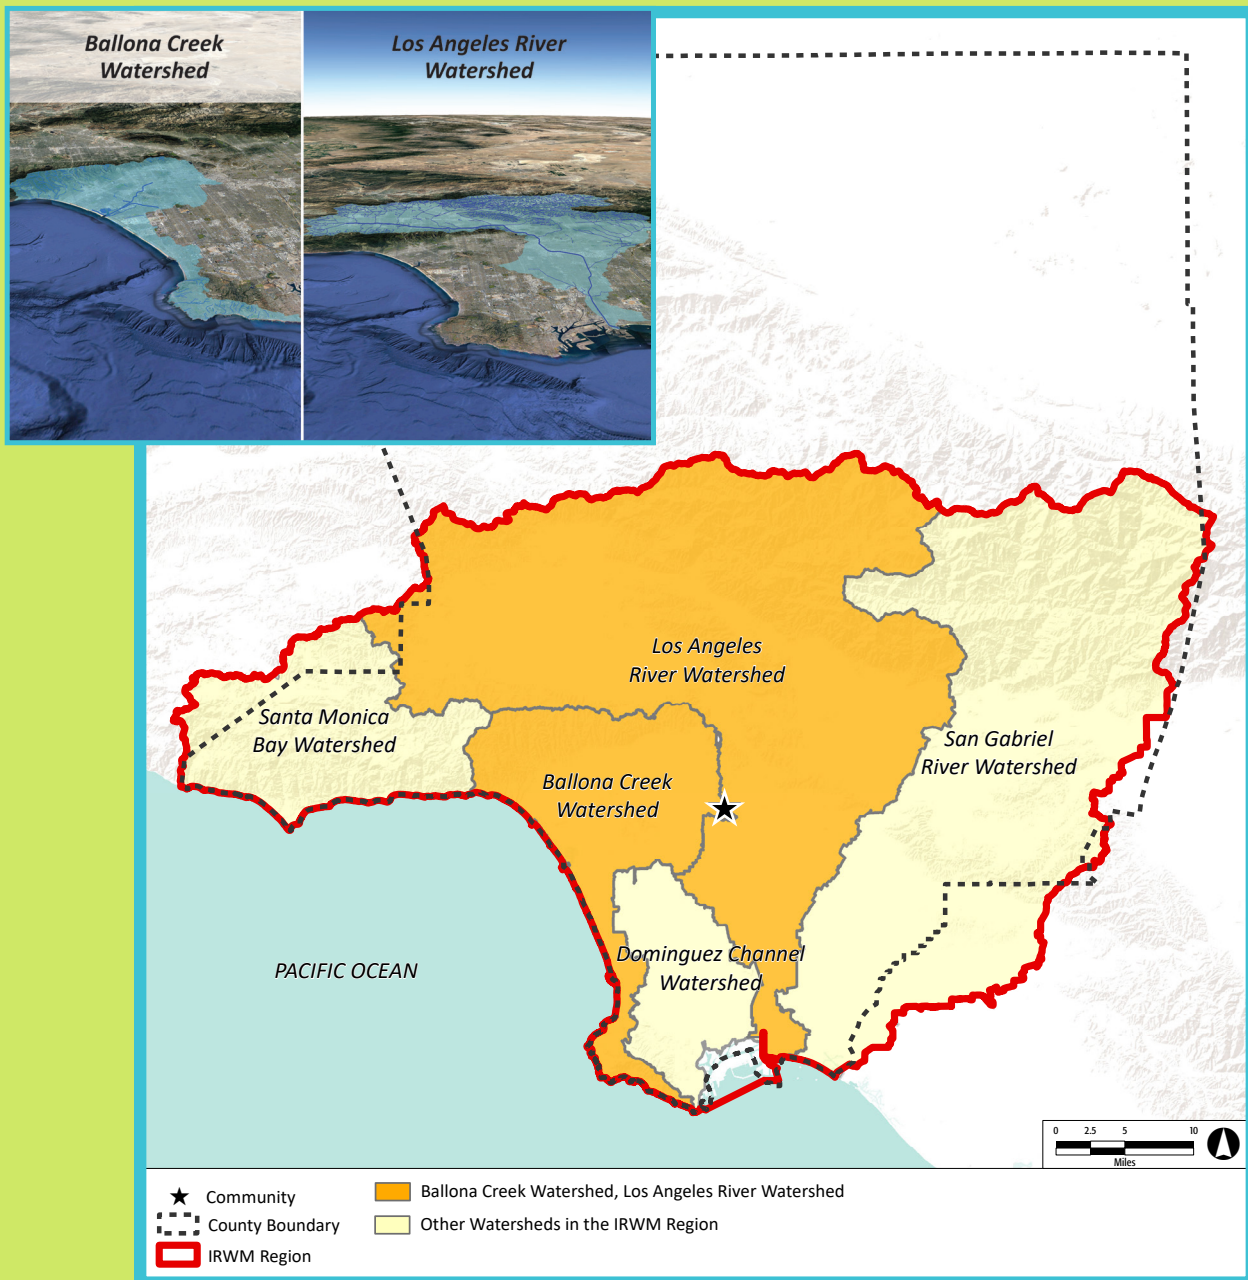 Ballona Creek
Watershed
Los Angeles River
Watershed
Los Angeles
River Watershed
Santa Monica
Bay Watershed
San Gabriel
River Watershed
Ballona Creek
Watershed
Dominguez Channel
Watershed
PACIFIC OCEAN
0 2.5 5 10
Miles
Community
County Boundary
IRWM Region
Ballona Creek Watershed, Los Angeles River Watershed
Other Watersheds in the IRWM Region